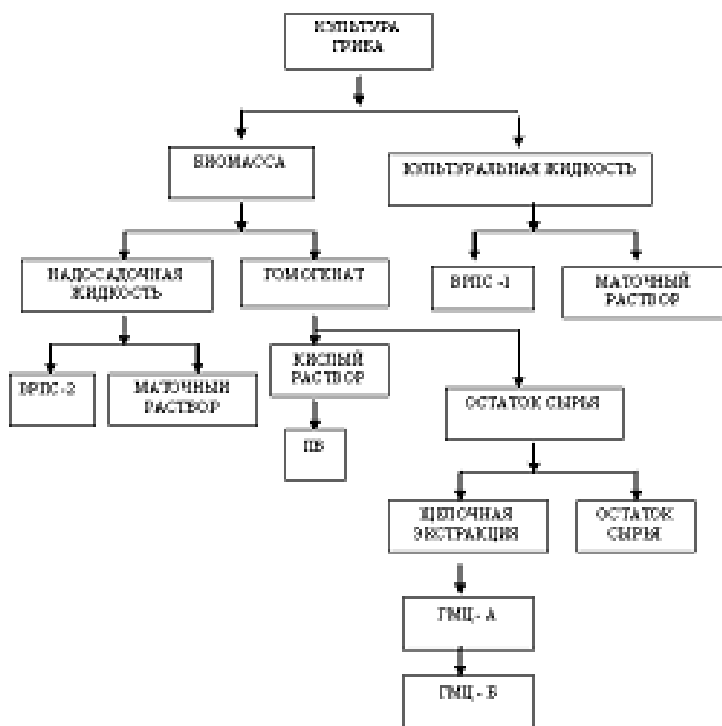 КУЛЬТУРА
ГРИБА
БИОМАССА
КУЛЬТУРАЛЬНАЯ ЖИДКОСТЬ
НАДОСАДОЧНАЯ
ЖИДКОСТЬ
ГОМОГЕНАТ
ВРПС -1
МАТОЧНЫЙ
РАСТВОР
ВРПС-2
МАТОЧНЫЙ
РАСТВОР
КИСЛЫЙ
РАСТВОР
ОСТАТОК СЫРЬЯ
ПВ
ЩЕЛОЧНАЯ
ЭКСТРАКЦИЯ
ОСТАТОК
СЫРЬЯ
ГМЦ - А
ГМЦ - Б